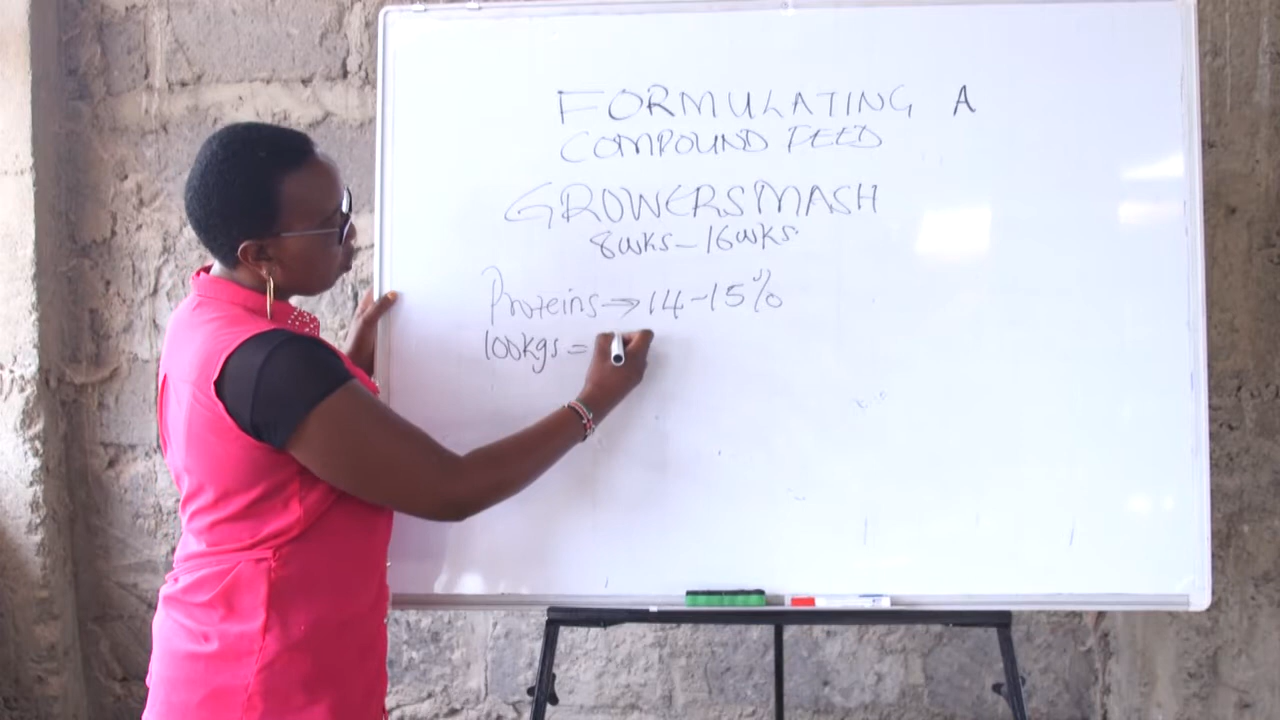 FORMULATING A
COMPOUND FEED
GROWERSMASH
8wks - 16wks
Proteins → 14 - 15%
100kgs =